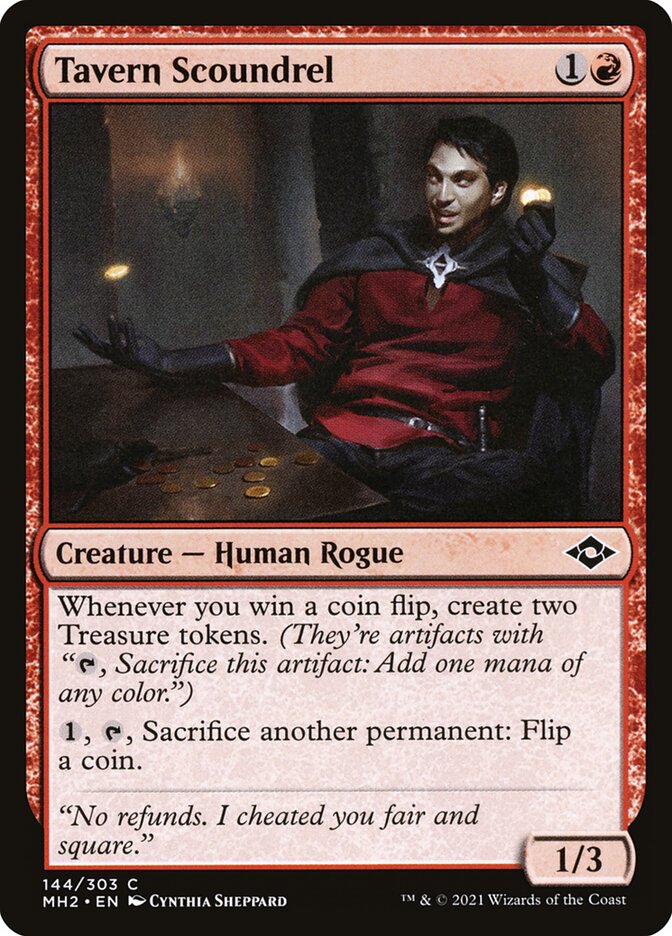 Tavern Scoundrel 1
Creature — Human Rogue
Whenever you win a coin flip, create two
Treasure tokens. (They're artifacts with
“, Sacrifice this artifact: Add one mana of
any color.”)
1, , Sacrifice another permanent: Flip
a coin.
“No refunds. I cheated you fair and
square.”
1/3
144/303 C
MH2 • EN Cynthia Sheppard
™ & © 2021 Wizards of the Coast